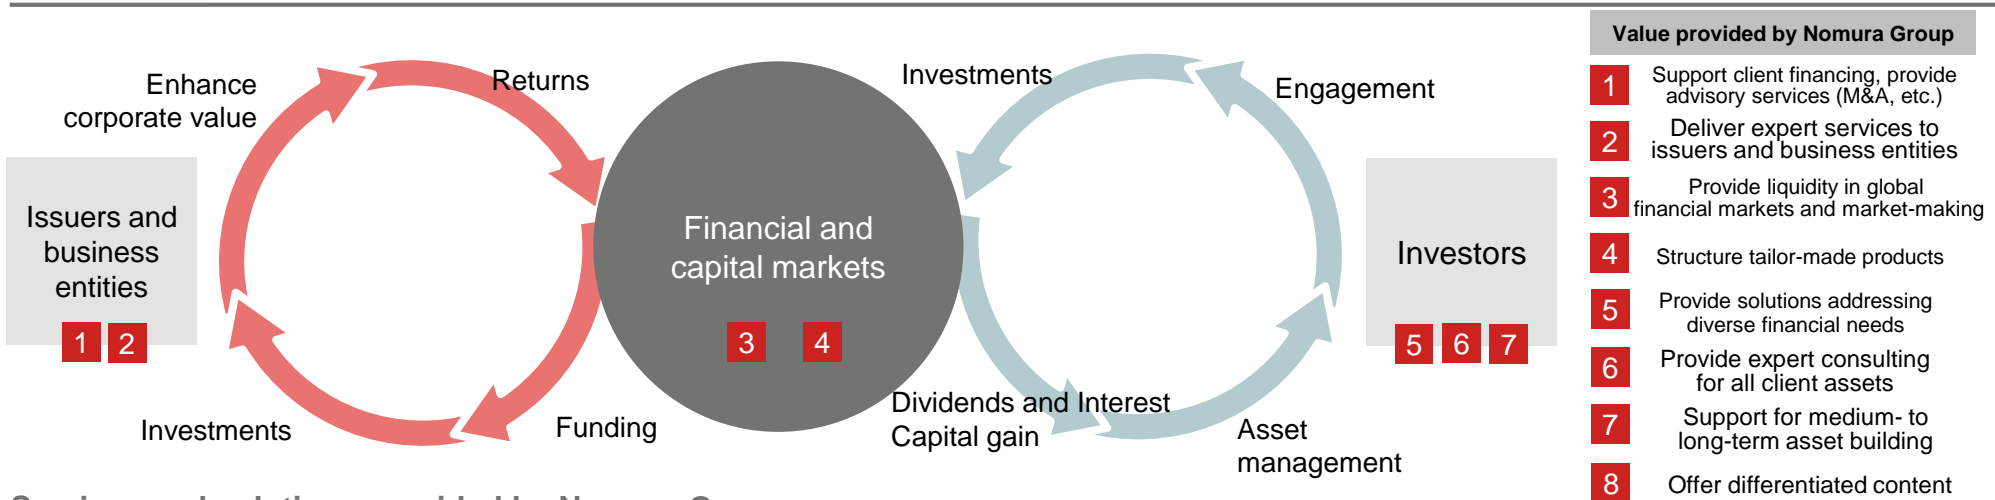 Value provided by Nomura Group
Enhance
corporate value
Returns
Investments
Engagement
Issuers and
business
entities
1 2
Financial and
capital markets
3 4
Investors
5 6 7
Investments
Funding
Dividends and Interest
Capital gain
Asset
management
1 Support client financing, provide
advisory services (M&A, etc.)
2 Deliver expert services to
issuers and business entities
3 Provide liquidity in global
financial markets and market-making
4 Structure tailor-made products
5 Provide solutions addressing
diverse financial needs
6 Provide expert consulting
for all client assets
7 Support for medium- to
long-term asset building
8 Offer differentiated content